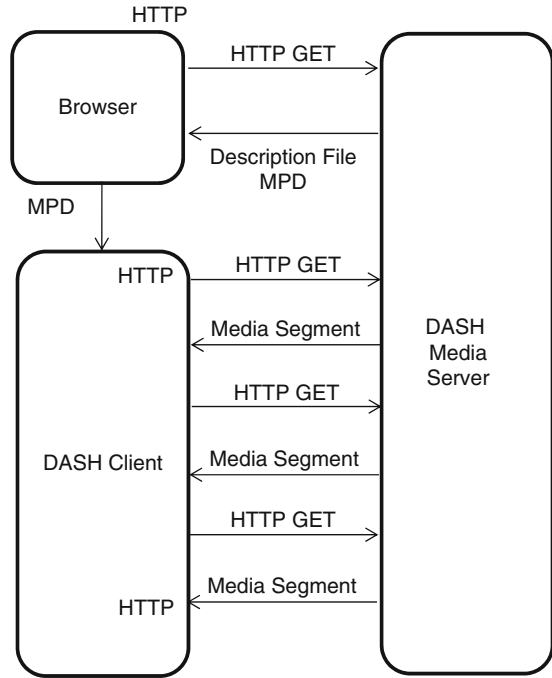 HTTP
HTTP GET
Browser
Description File
MPD
MPD
HTTP
HTTP GET
Media Segment
DASH
Media
Server
HTTP GET
DASH Client
Media Segment
HTTP GET
Media Segment
HTTP